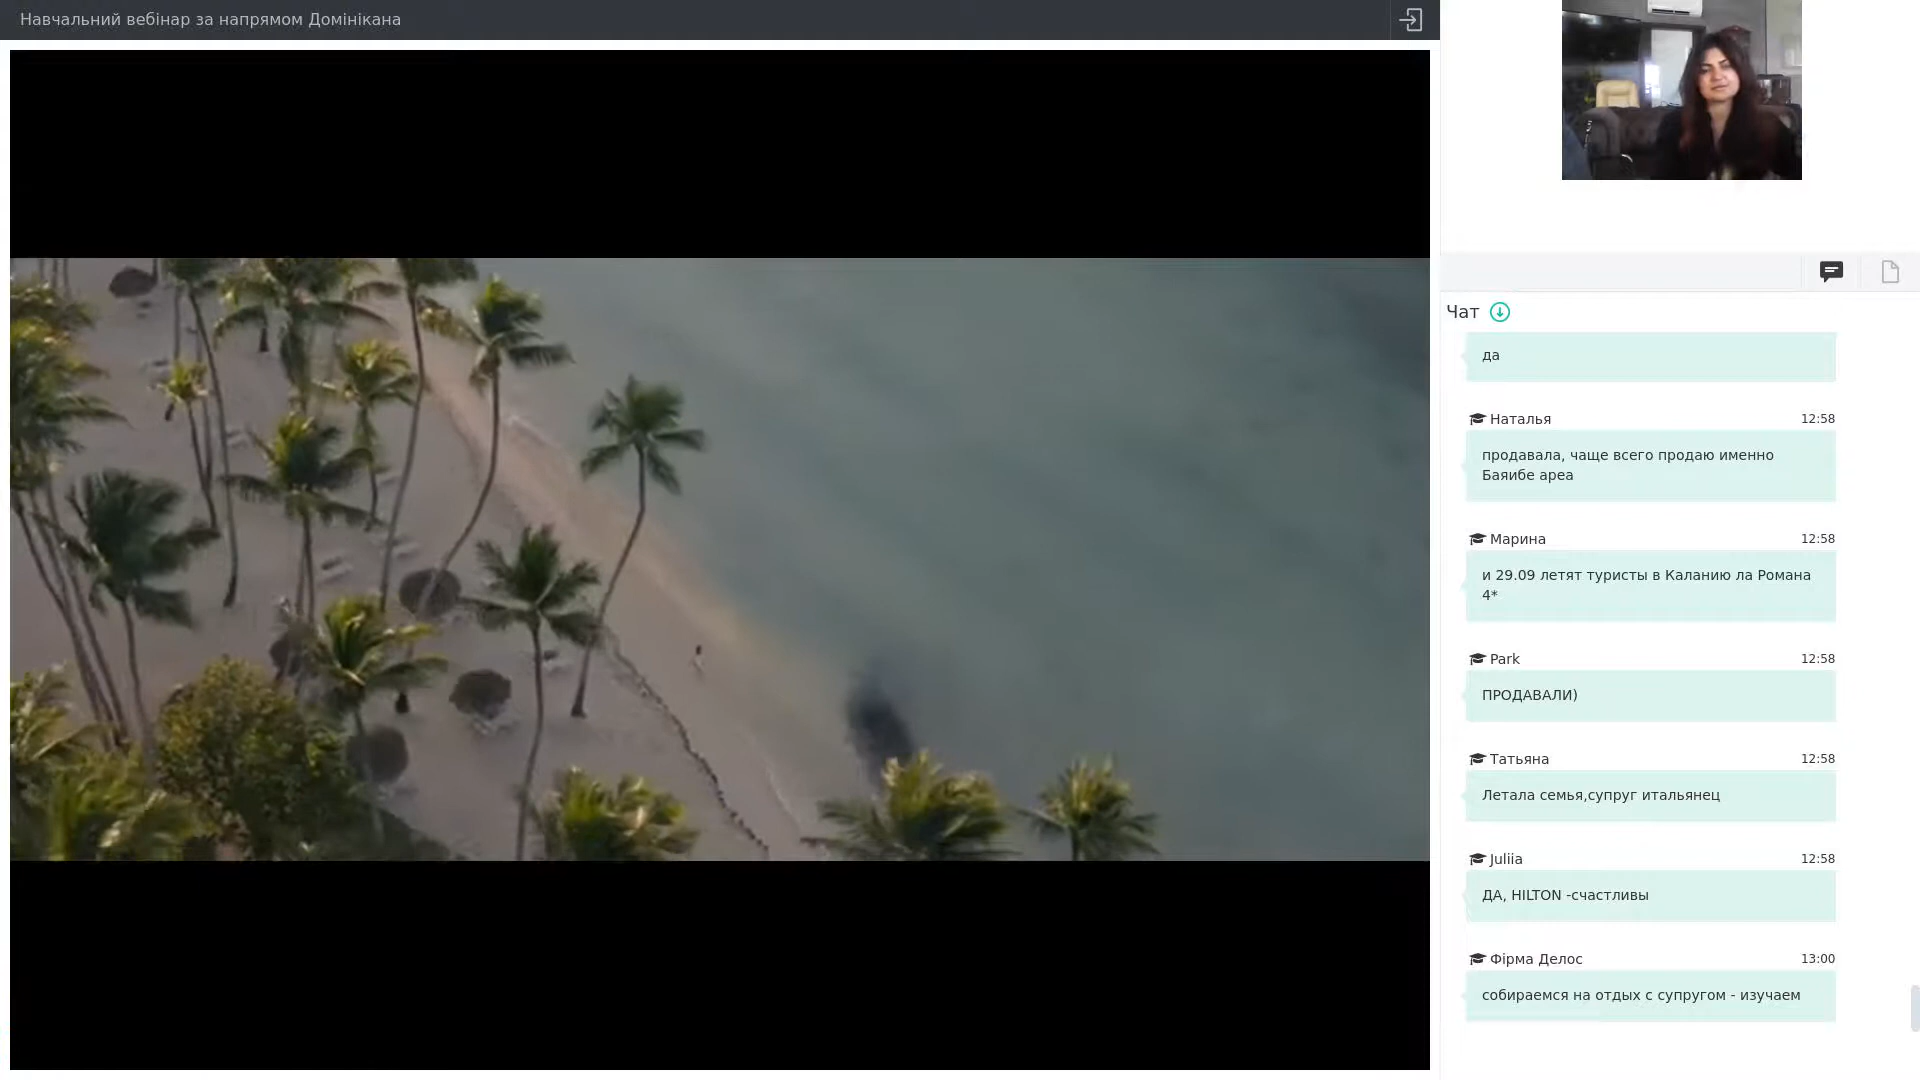 Навчальний вебінар за напрямом Домінікана
Чат
да
Наталья 12:58
продавала, чаще всего продаю именно
Баяибе ареа
Марина 12:58
и 29.09 летят туристы в Каланию ла Романа
4*
Park 12:58
ПРОДАВАЛИ)
Татьяна 12:58
Летала семья,супруг итальянец
Juliia 12:58
ДА, HILTON -счастливы
Фірма Делос 13:00
собираемся на отдых с супругом - изучаем